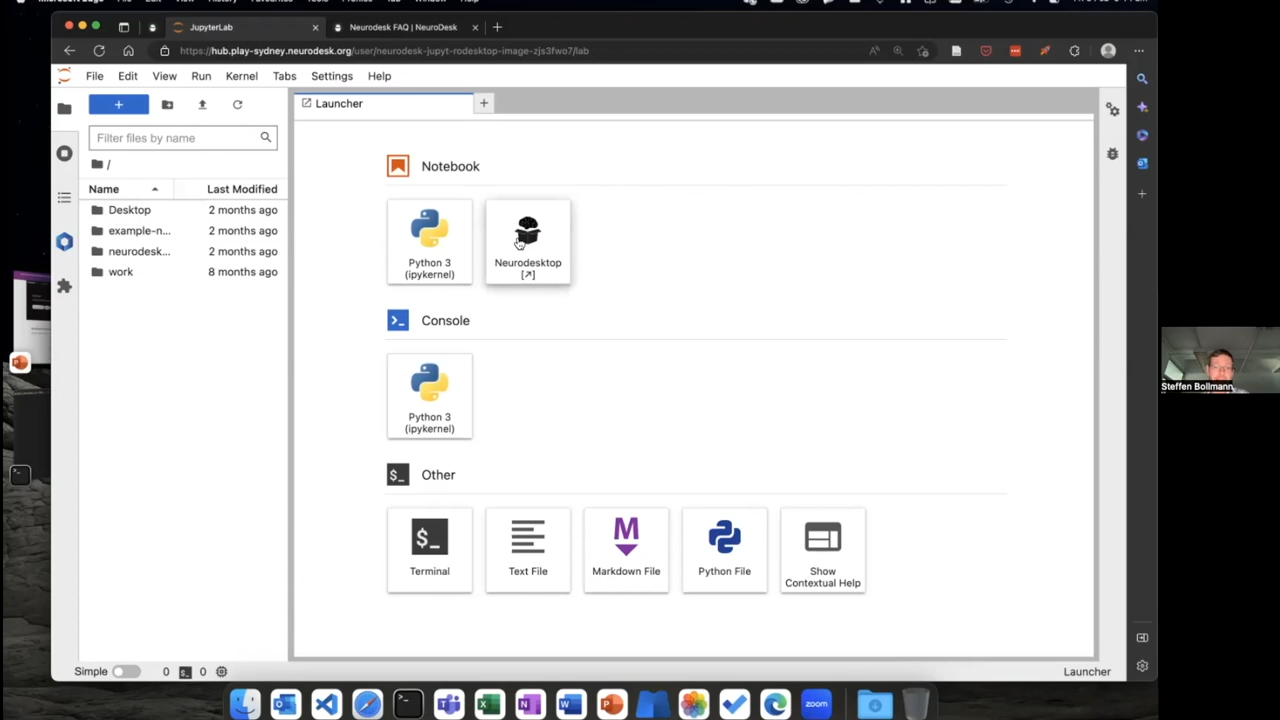 JupyterLab
Neurodesk FAQ | NeuroDesk
https://hub.play-sydney.neurodesk.org/user/neurodesk-jupyt-rodesktop-image-zjs3fwo7/lab
File Edit View Run Kernel Tabs Settings Help
Launcher
Filter files by name
/
Name Last Modified
Desktop 2 months ago
example-n... 2 months ago
neurodesk... 2 months ago
work 8 months ago
Notebook
Python 3
(ipykernel)
Neurodesktop
[↗]
Console
Python 3
(ipykernel)
$_ Other
$_
Terminal
Text File
M
Markdown File
Python File
Show
Contextual Help
Steffen Bollmann
Simple 0 $_ 0 Launcher
zoom